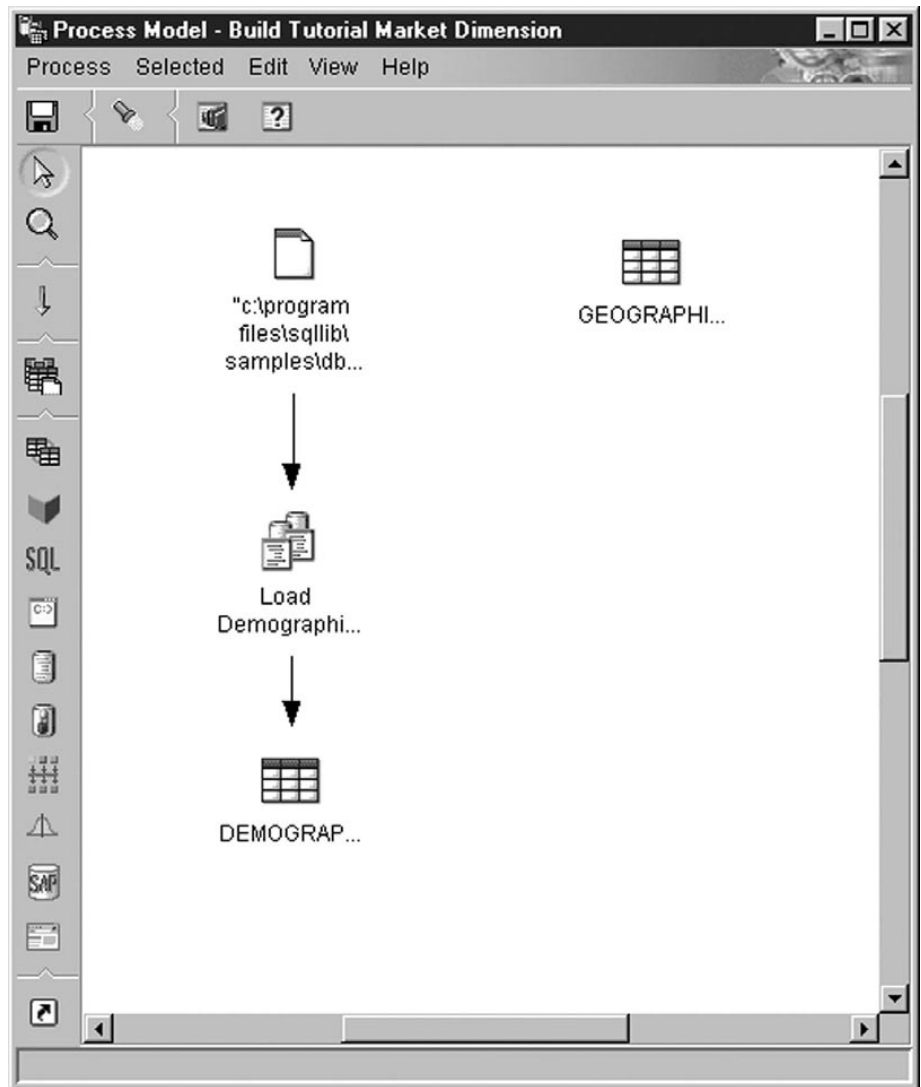 Process Model - Build Tutorial Market Dimension
Process Selected Edit View Help
"c:\program
files\sqllib\
samples\db...
GEOGRAPHI...
Load
Demographi...
DEMOGRAP...
SQL
C:>
SAP